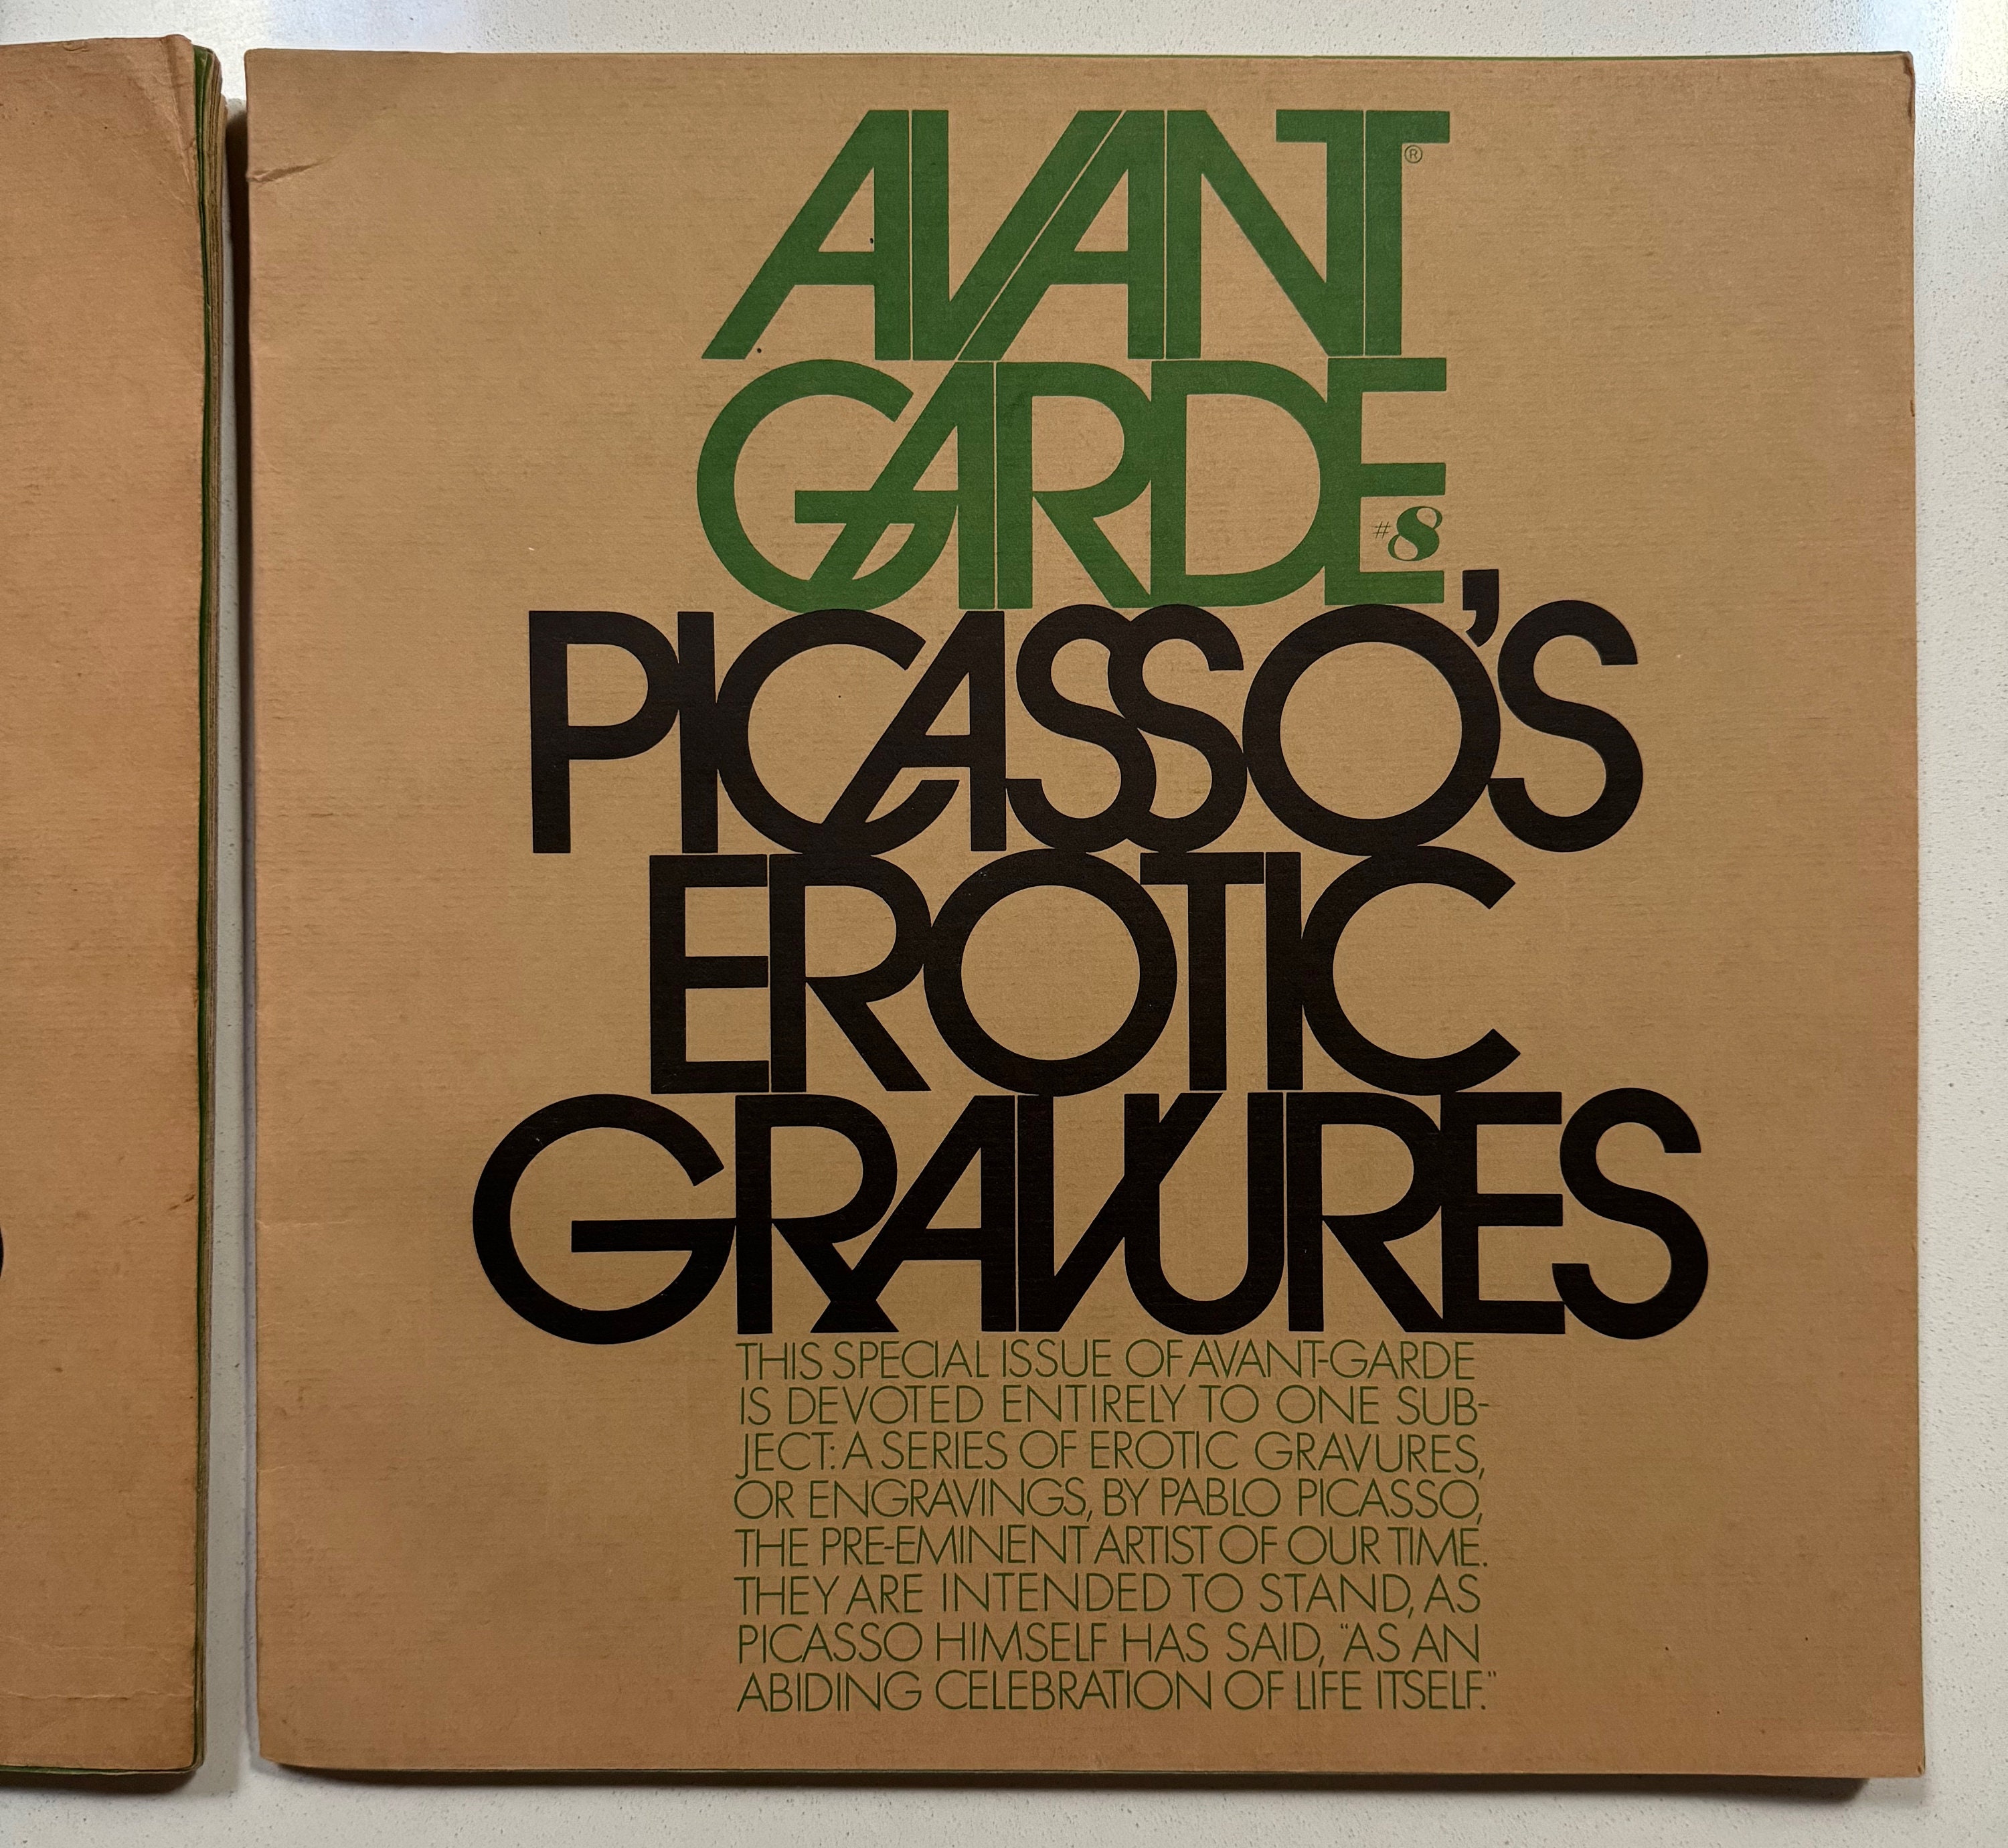 AVANT
®
GARDE
#8
PICASSO'S
EROTIC
GRAVURES
THIS SPECIAL ISSUE OF AVANT-GARDE
IS DEVOTED ENTIRELY TO ONE SUB-
JECT: A SERIES OF EROTIC GRAVURES,
OR ENGRAVINGS, BY PABLO PICASSO,
THE PRE-EMINENT ARTIST OF OUR TIME.
THEY ARE INTENDED TO STAND, AS
PICASSO HIMSELF HAS SAID, "AS AN
ABIDING CELEBRATION OF LIFE ITSELF."